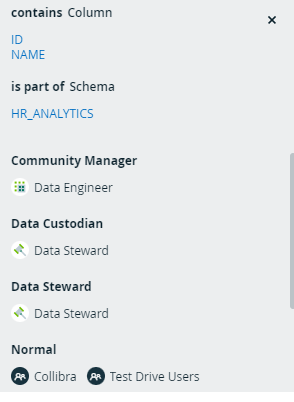 contains Column
ID
NAME
is part of Schema
HR_ANALYTICS
Community Manager
Data Engineer
Data Custodian
Data Steward
Data Steward
Data Steward
Normal
Collibra Test Drive Users